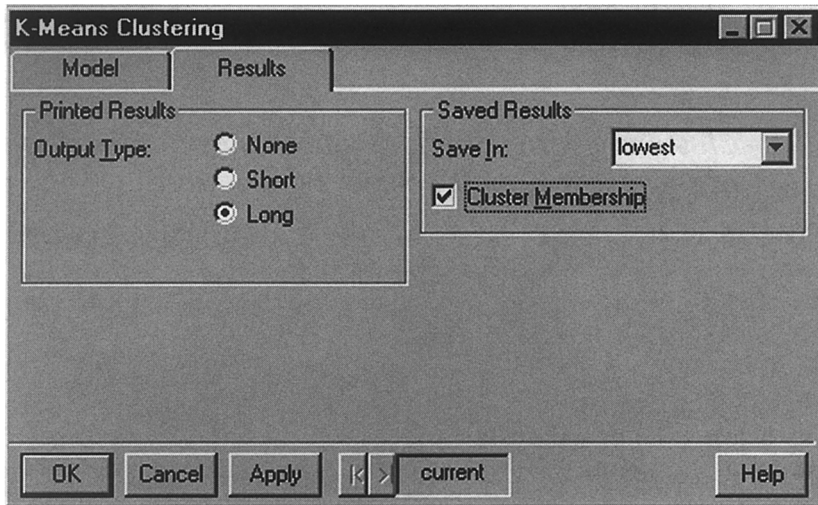 K-Means Clustering
Model
Results
Printed Results
Output Type:
None
Short
Long
Saved Results
Save In:
lowest
Cluster Membership
OK
Cancel
Apply
current
Help